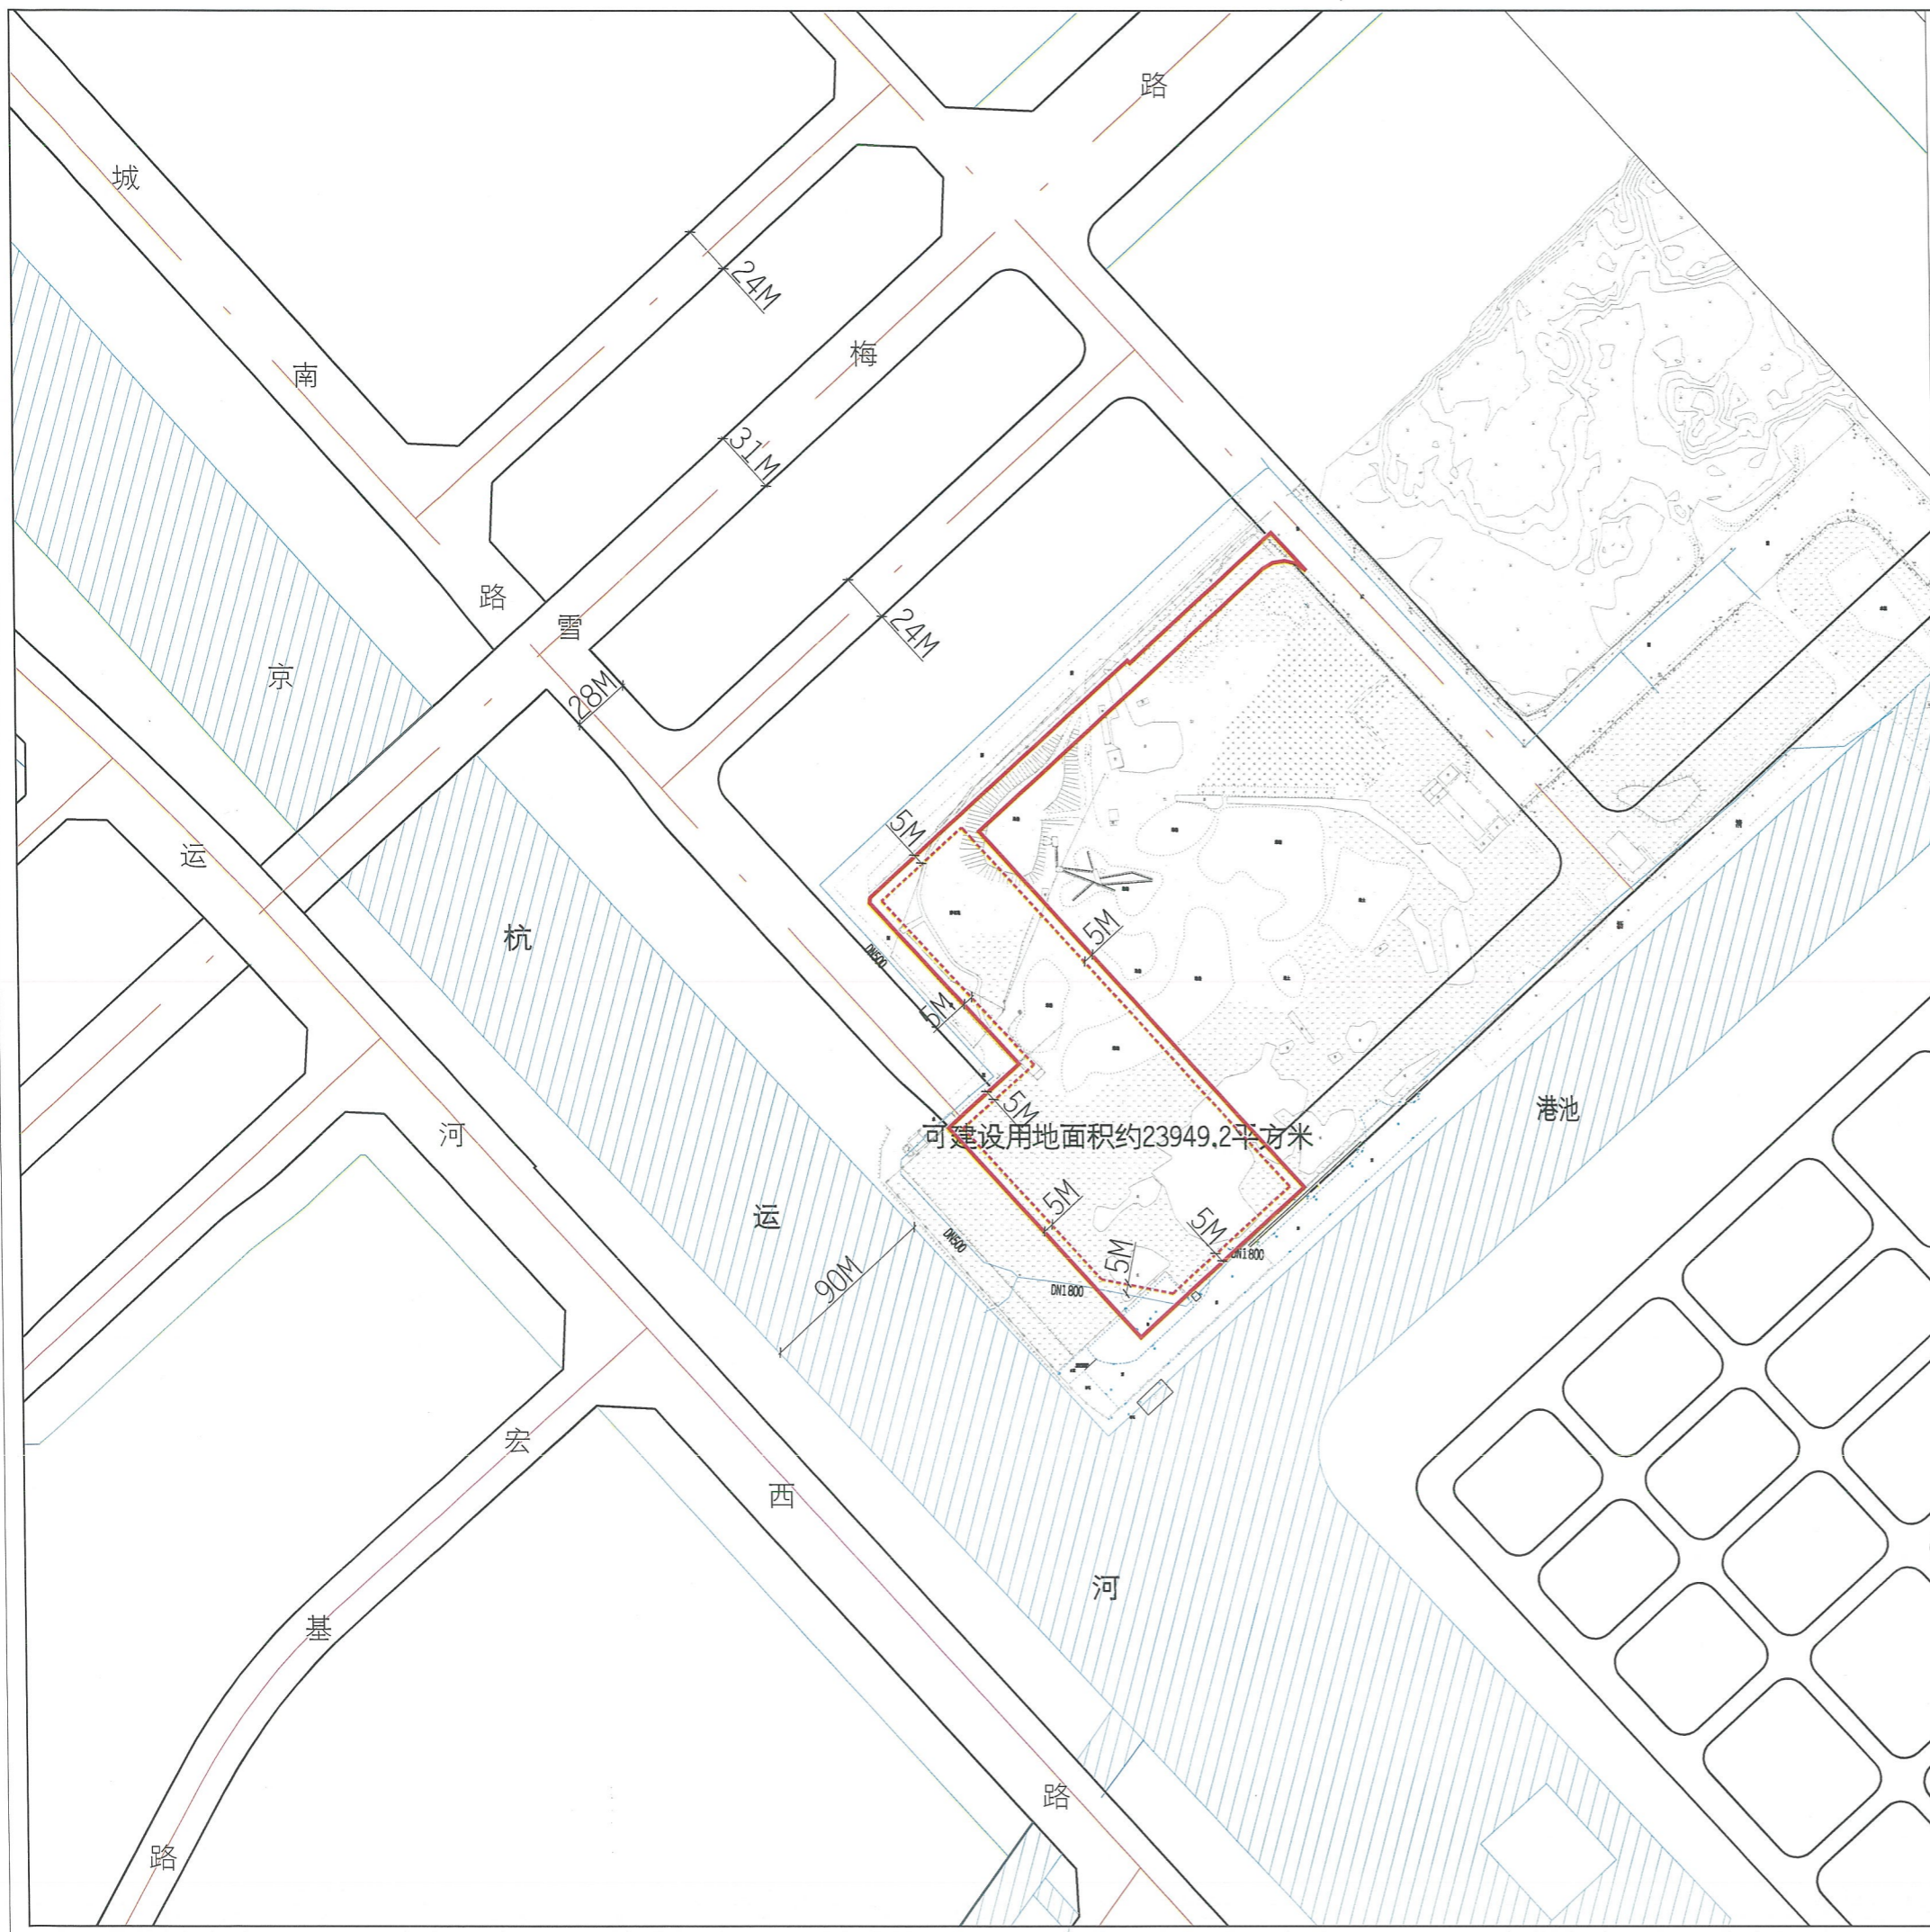 路
城
24M
南
梅
31M
路
雪
24M
京
28M
5M
运
杭
5M
DN500
5M
5M
港池
河
可建设用地面积约23949.2平方米
5M
运
5M
DN500
5M
DN1800
90M
DN1800
宏
西
河
基
路
路